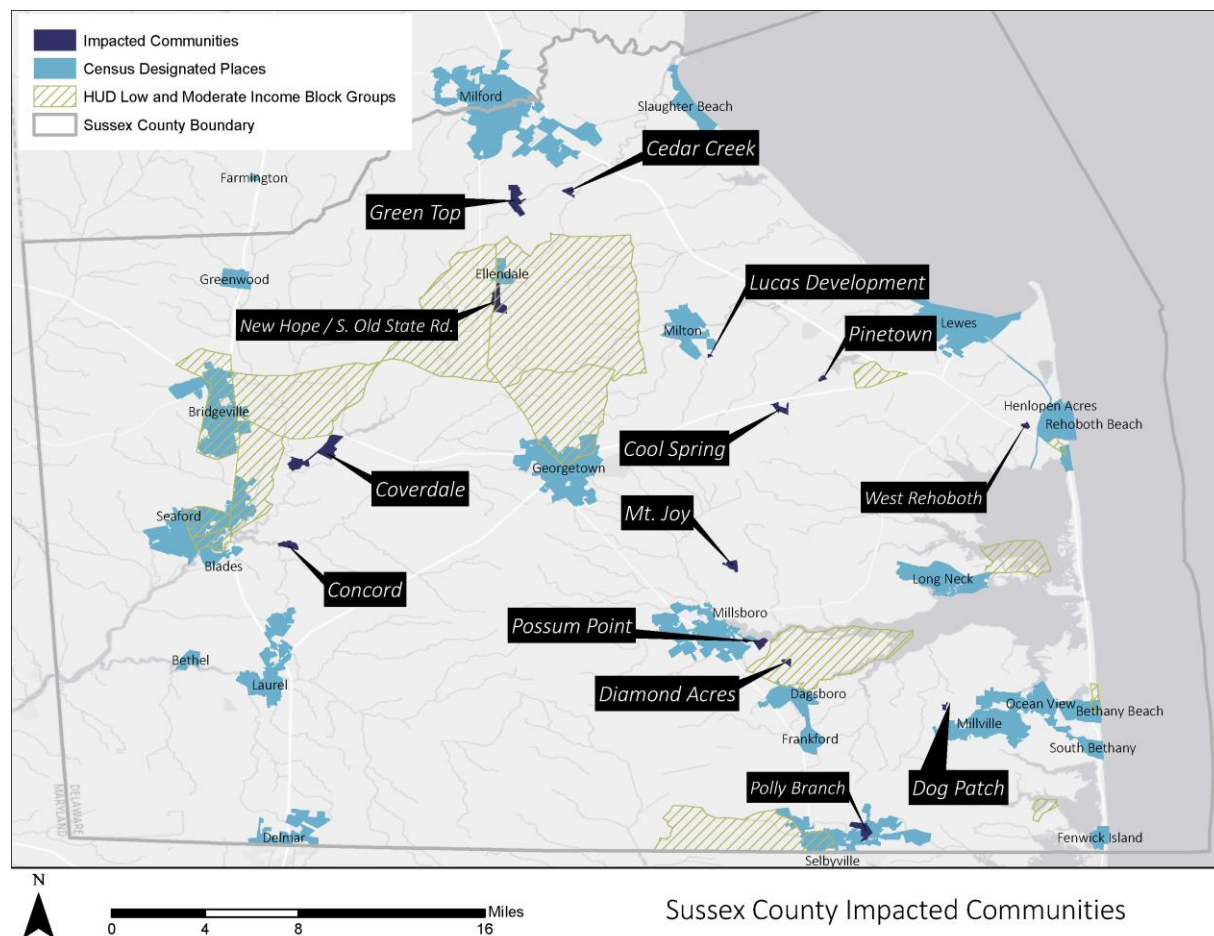 Impacted Communities
Census Designated Places
HUD Low and Moderate Income Block Groups
Sussex County Boundary
Milford
Slaughter Beach
Cedar Creek
Farmington
Green Top
Greenwood
Ellendale
Lucas Development
New Hope / S. Old State Rd.
Milton
Lewes
Pinetown
Bridgeville
Henlopen Acres
Rehoboth Beach
Cool Spring
Georgetown
Coverdale
West Rehoboth
Seaford
Mt. Joy
Blades
Long Neck
Concord
Millsboro
Possum Point
Bethel
Laurel
Diamond Acres
Dagsboro
Ocean View
Bethany Beach
Millville
Frankford
South Bethany
Polly Branch
Dog Patch
DELAWARE
MARYLAND
Delmar
Fenwick Island
Selbyville
N
Miles
0 4 8 16
Sussex County Impacted Communities